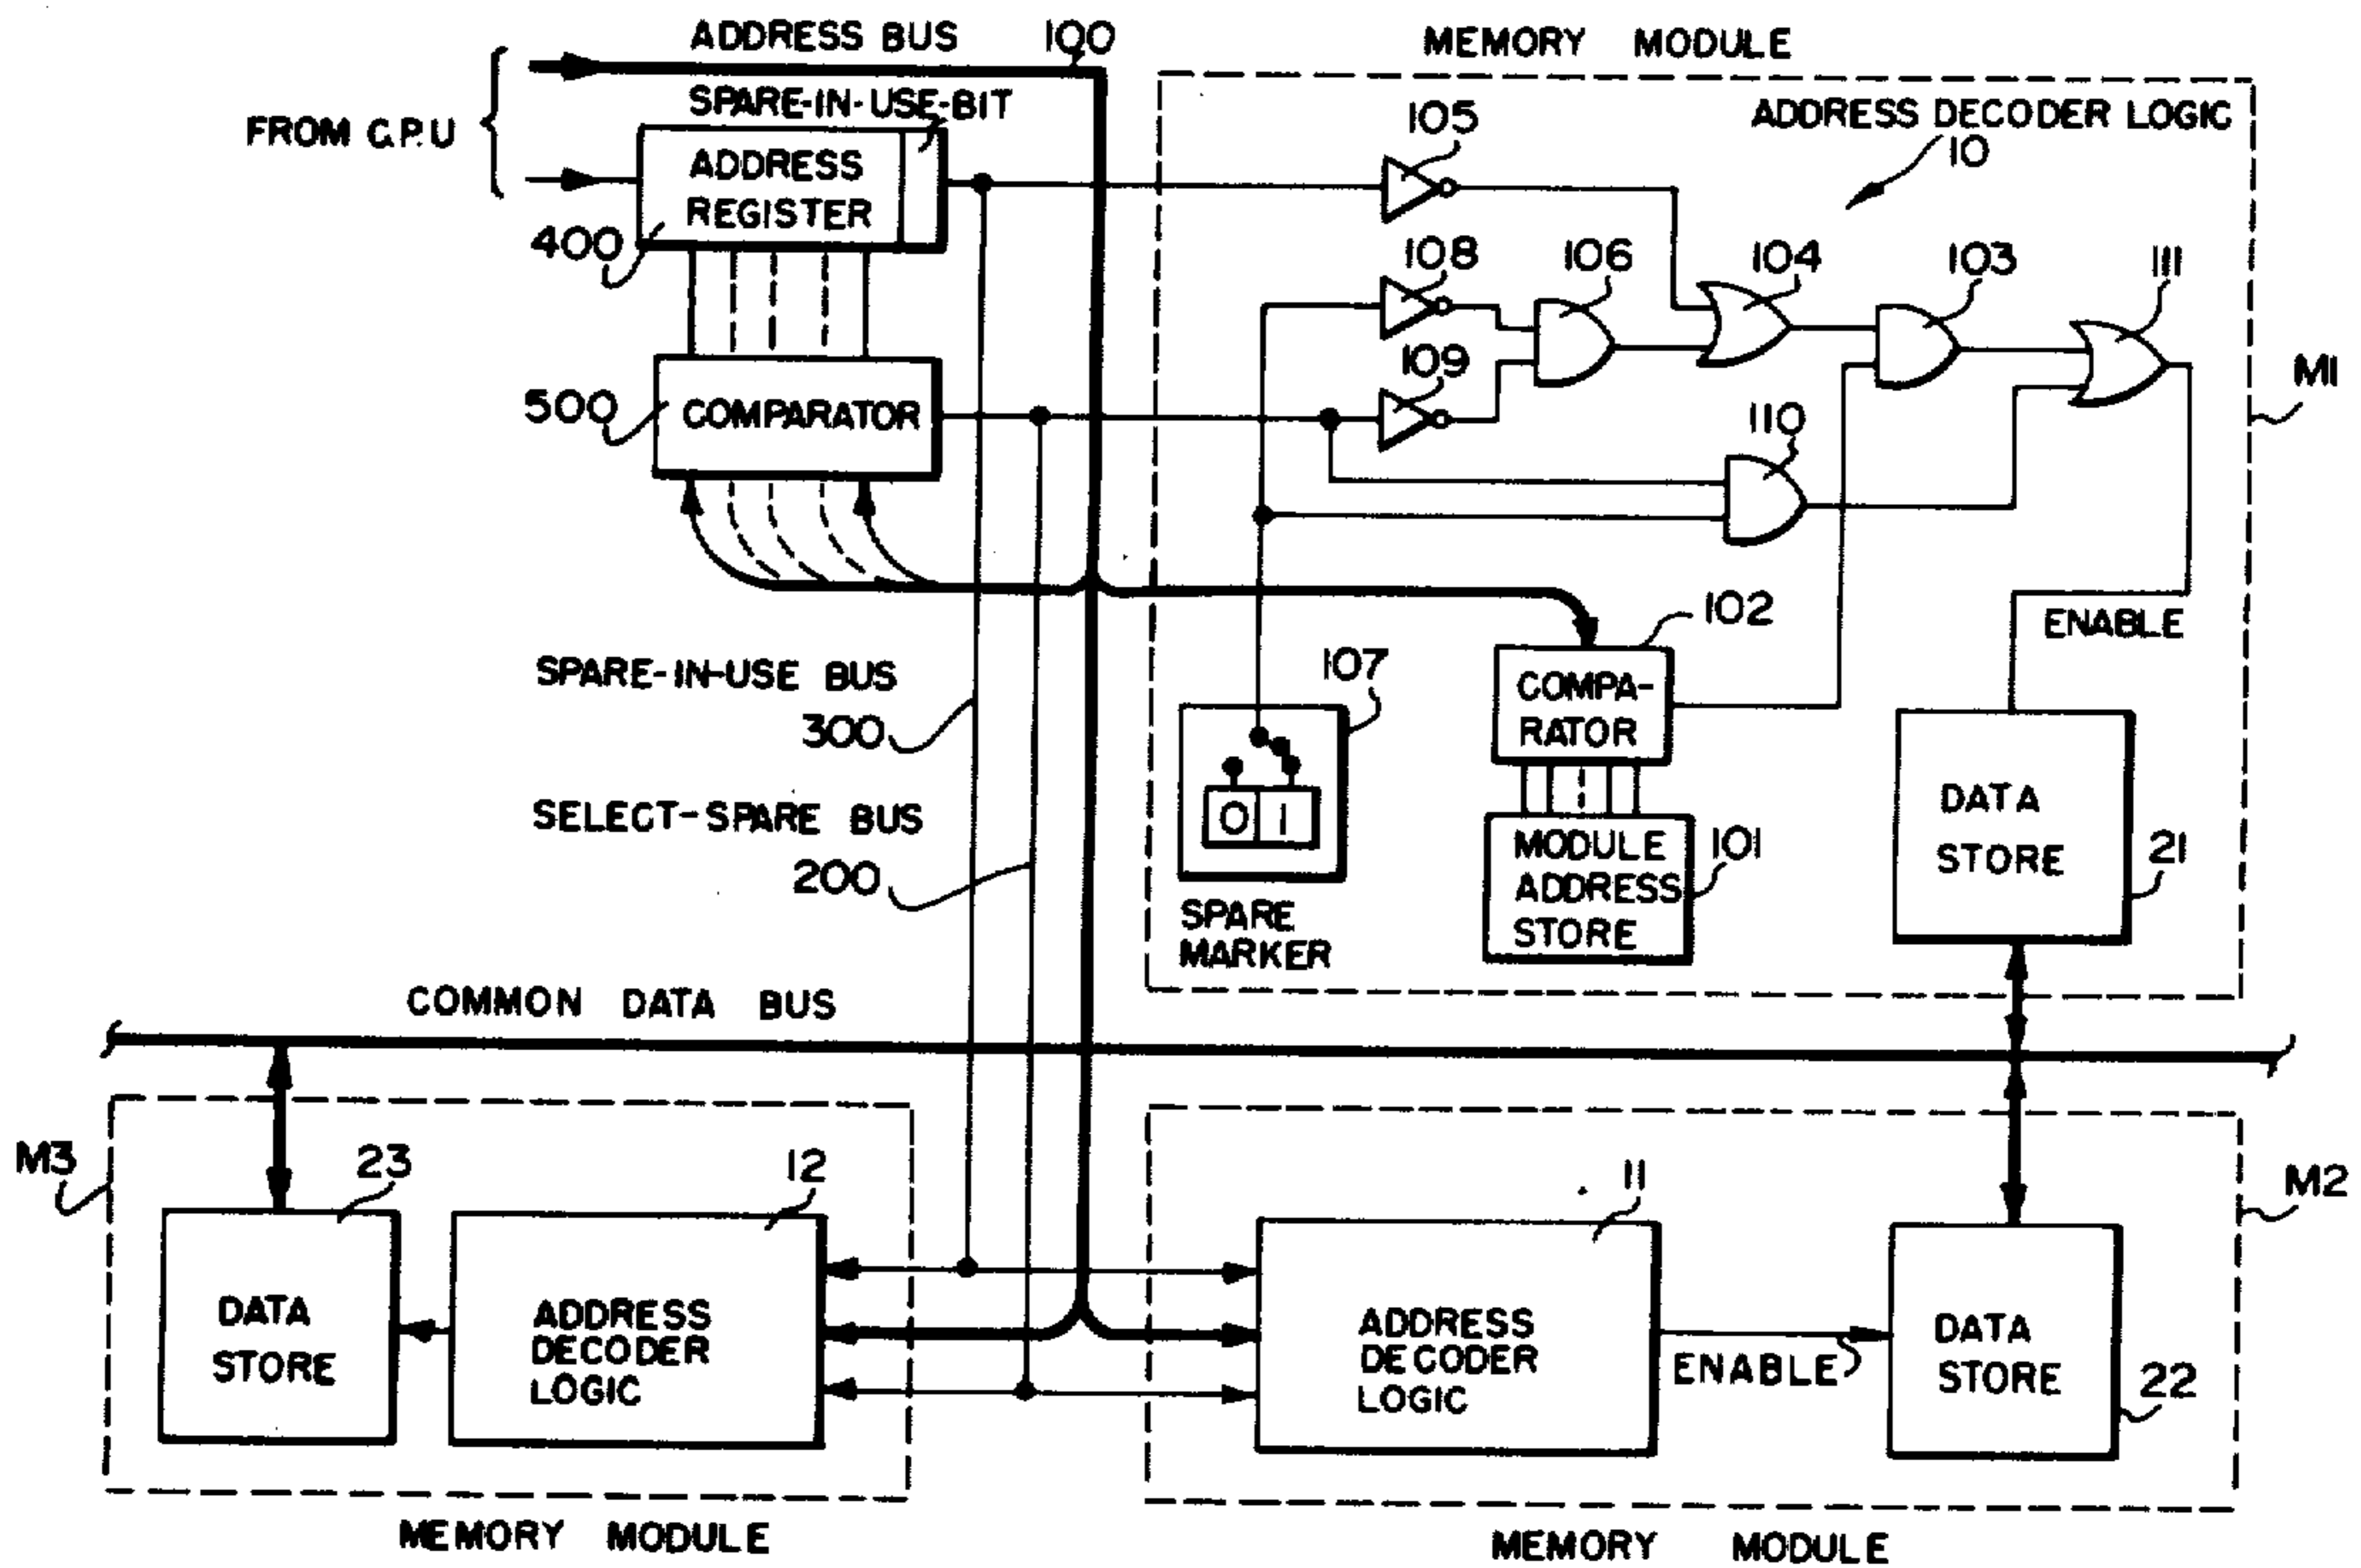 ADDRESS BUS
100
MEMORY MODULE
SPARE-IN-USE-BIT
ADDRESS DECODER LOGIC
10
FROM C.P.U
105
ADDRESS
REGISTER
400
108
106
104
103
111
109
M1
500
COMPARATOR
110
102
ENABLE
SPARE-IN-USE BUS
300
107
COMPA-
RATOR
SELECT-SPARE BUS
200
0 1
MODULE
ADDRESS
STORE
101
DATA
STORE
21
SPARE
MARKER
COMMON DATA BUS
M3
23
12
11
M2
DATA
STORE
ADDRESS
DECODER
LOGIC
ADDRESS
DECODER
LOGIC
ENABLE
DATA
STORE
22
MEMORY MODULE
MEMORY MODULE